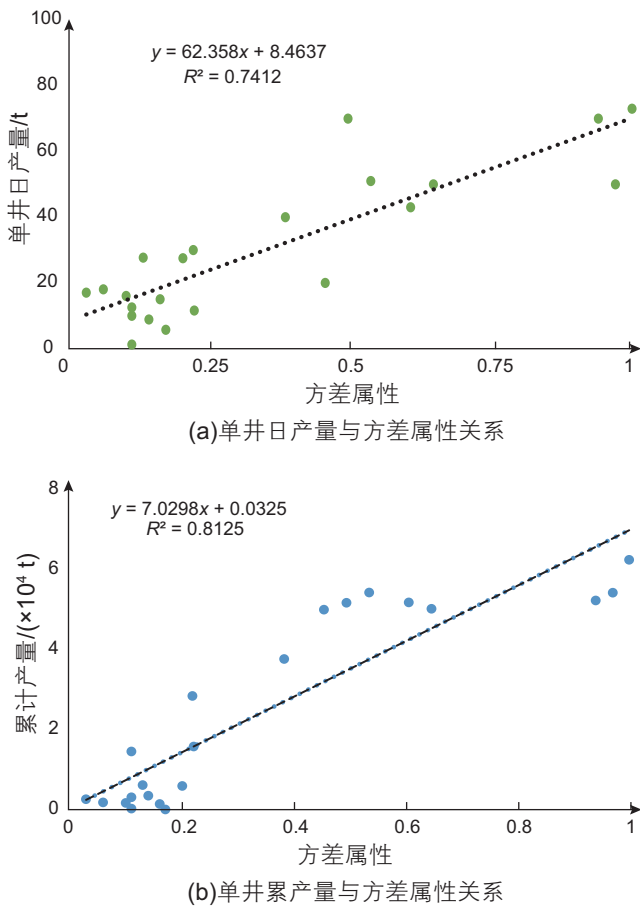 100
80
60
40
20
0
单井日产量/t
y = 62.358x + 8.4637
R² = 0.7412
0
0.25
0.5
0.75
1
方差属性
(a)单井日产量与方差属性关系
8
6
4
2
0
累计产量/(×10⁴ t)
y = 7.0298x + 0.0325
R² = 0.8125
0
0.2
0.4
0.6
0.8
1
方差属性
(b)单井累产量与方差属性关系